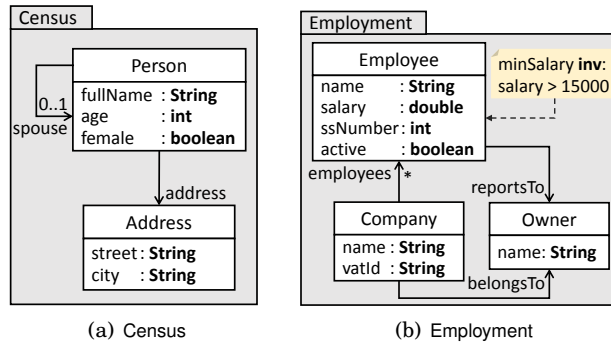 Census
Person
fullName : String
age : int
female : boolean
0..1
spouse
address
Address
street : String
city : String
(a) Census
Employment
Employee
name : String
salary : double
ssNumber : int
active : boolean
minSalary inv:
salary > 15000
employees *
reportsTo
Company
name : String
vatId : String
Owner
name: String
belongsTo
(b) Employment